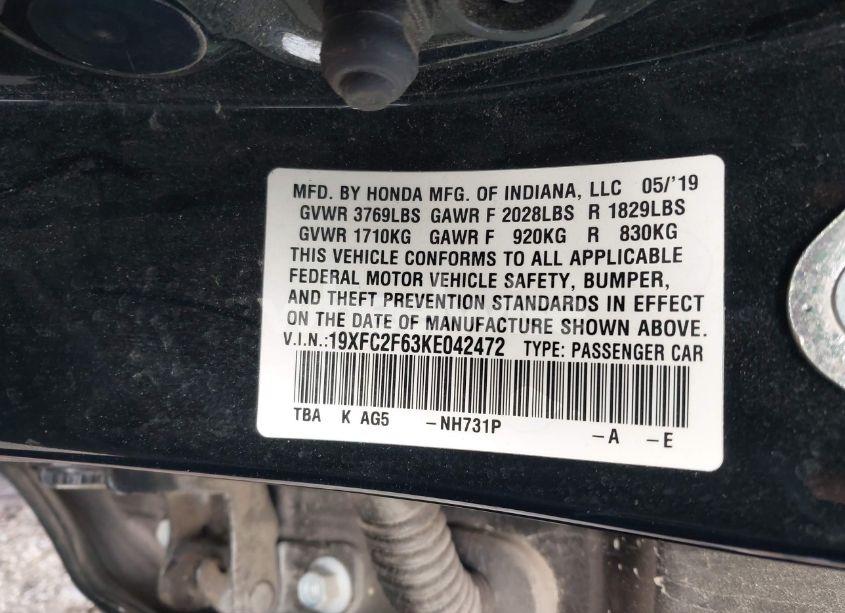 MFD. BY HONDA MFG. OF INDIANA, LLC 05/'19
GVWR 3769LBS GAWR F 2028LBS R 1829LBS
GVWR 1710KG GAWR F 920KG R 830KG
THIS VEHICLE CONFORMS TO ALL APPLICABLE
FEDERAL MOTOR VEHICLE SAFETY, BUMPER,
AND THEFT PREVENTION STANDARDS IN EFFECT
ON THE DATE OF MANUFACTURE SHOWN ABOVE.
V.I.N.:19XFC2F63KE042472 TYPE: PASSENGER CAR
TBA K AG5 -NH731P -A -E